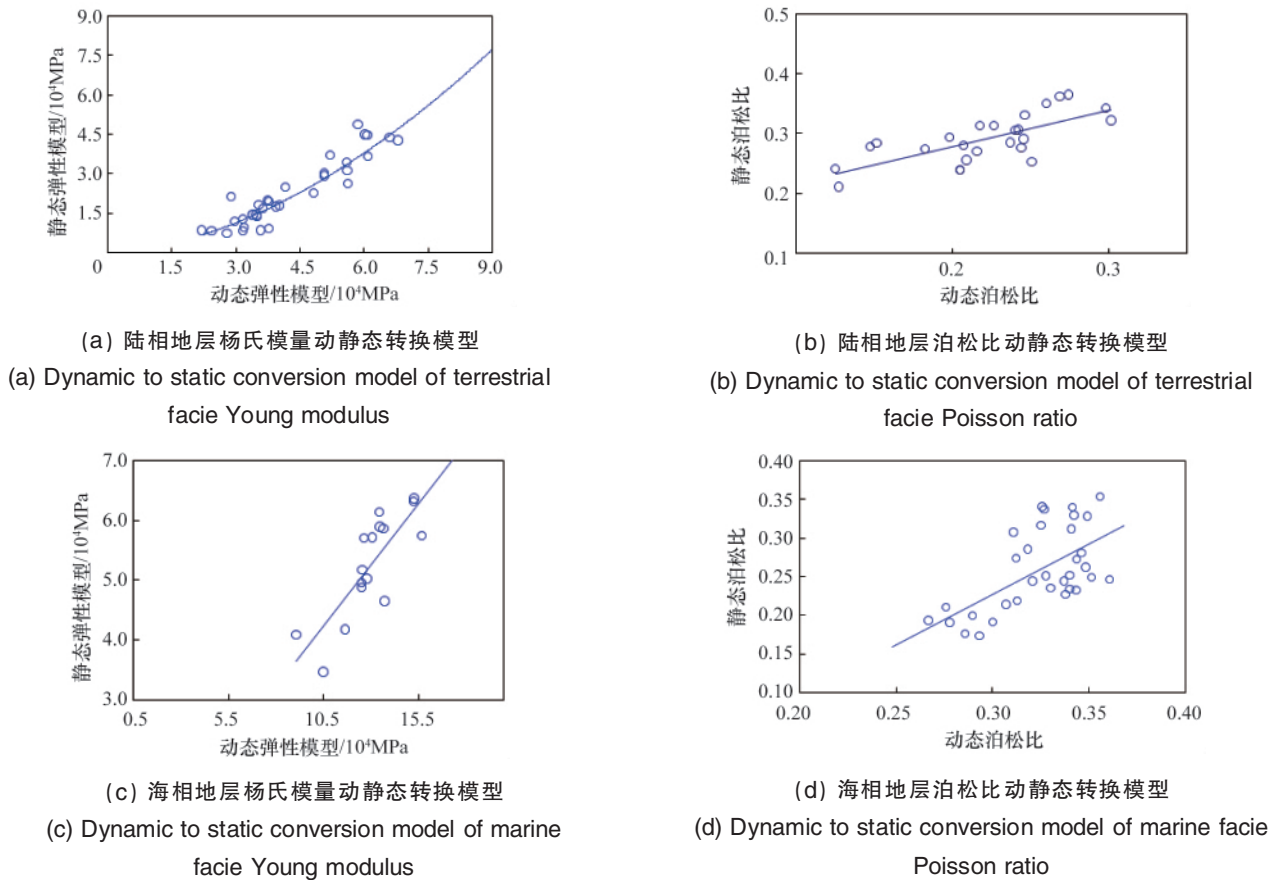 9.0
7.5
6.0
4.5
3.0
1.5
0 1.5 3.0 4.5 6.0 7.5 9.0
静态弹性模型/10⁴MPa
动态弹性模型/10⁴MPa
(a) 陆相地层杨氏模量动静态转换模型
(a) Dynamic to static conversion model of terrestrial
facie Young modulus
0.5
0.4
0.3
0.2
0.1
0.2 0.3
静态泊松比
动态泊松比
(b) 陆相地层泊松比动静态转换模型
(b) Dynamic to static conversion model of terrestrial
facie Poisson ratio
7.0
6.0
5.0
4.0
3.0
0.5 5.5 10.5 15.5
静态弹性模型/10⁴MPa
动态弹性模型/10⁴MPa
(c) 海相地层杨氏模量动静态转换模型
(c) Dynamic to static conversion model of marine
facie Young modulus
0.40
0.35
0.30
0.25
0.20
0.15
0.10
0.20 0.25 0.30 0.35 0.40
静态泊松比
动态泊松比
(d) 海相地层泊松比动静态转换模型
(d) Dynamic to static conversion model of marine facie
Poisson ratio